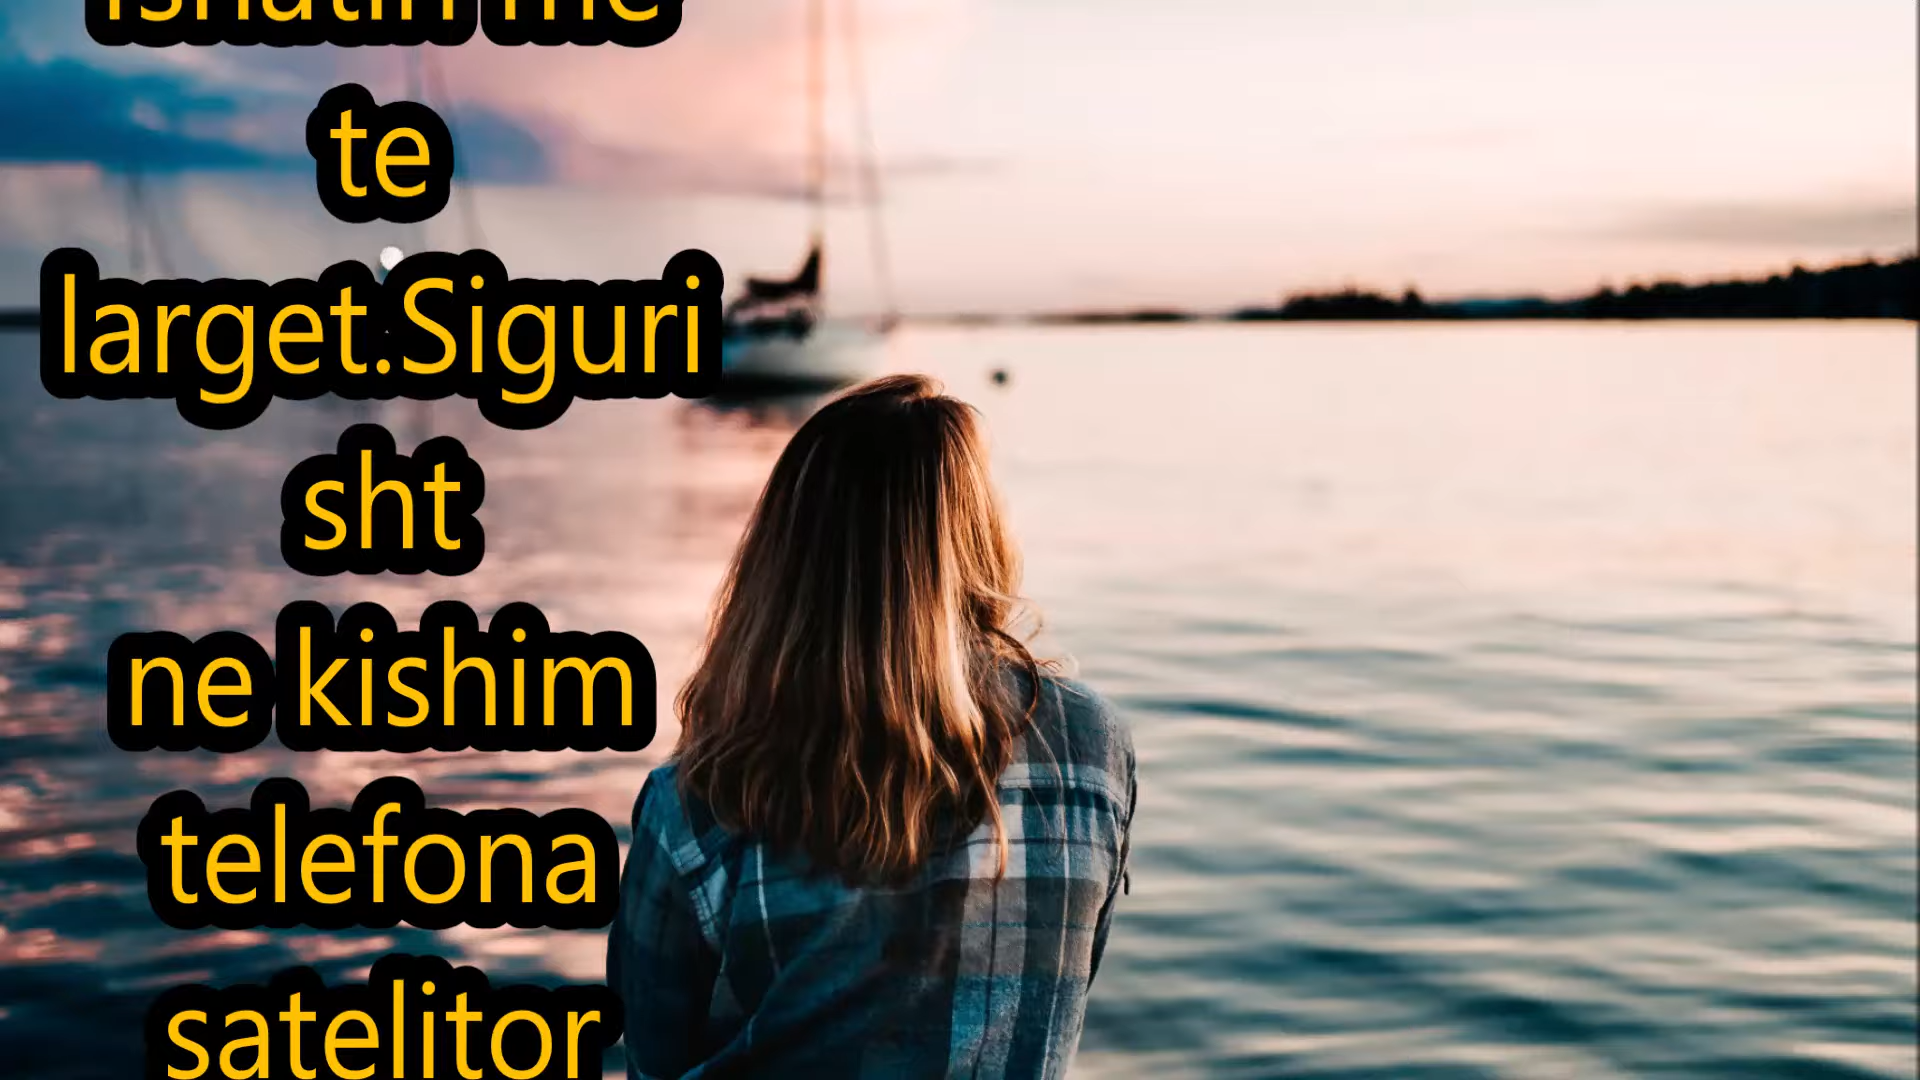 te
larget.Siguri
sht
ne kishim
telefona
satelitor